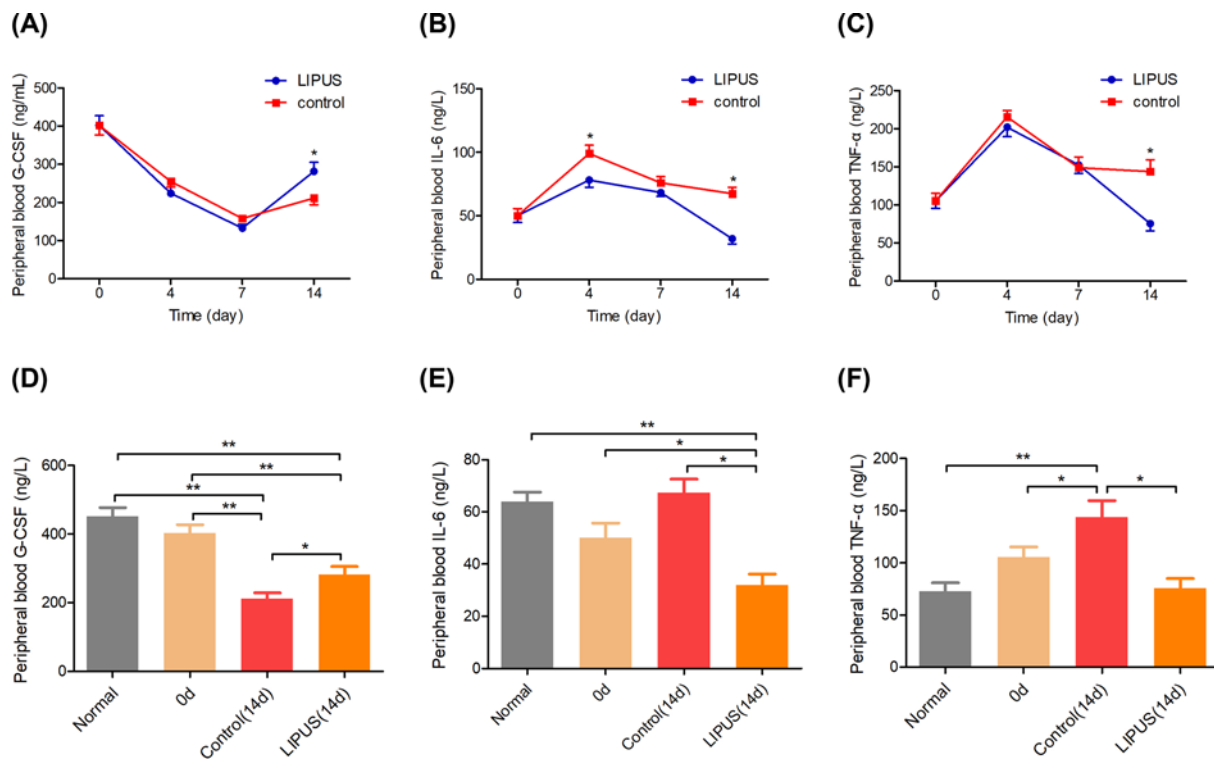 (A)
LIPUS
control
Peripheral blood G-CSF (ng/mL)
500
400
300
200
100
0
*
0 4 7 14
Time (day)
(B)
LIPUS
control
Peripheral blood IL-6 (ng/L)
150
100
50
0
*
*
0 4 7 14
Time (day)
(C)
LIPUS
control
Peripheral blood TNF-α (ng/L)
250
200
150
100
50
0
*
0 4 7 14
Time (day)
(D)
Peripheral blood G-CSF (ng/L)
600
400
200
0
**
**
**
**
*
Normal
0d
Control(14d)
LIPUS(14d)
(E)
Peripheral blood IL-6 (ng/L)
80
60
40
20
0
**
*
*
Normal
0d
Control(14d)
LIPUS(14d)
(F)
Peripheral blood TNF-α (ng/L)
200
150
100
50
0
**
*
*
Normal
0d
Control(14d)
LIPUS(14d)